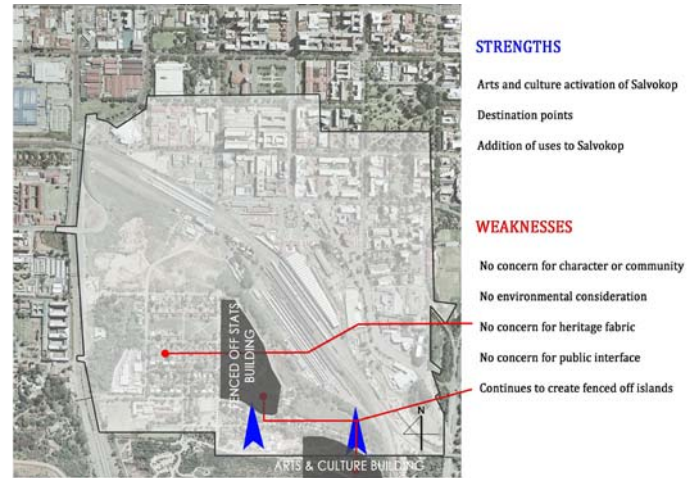 STRENGTHS
Arts and culture activation of Salvokop
Destination points
Addition of uses to Salvokop
WEAKNESSES
No concern for character or community
No environmental consideration
No concern for heritage fabric
No concern for public interface
Continues to create fenced off islands
FENCED OFF STATS
BUILDING
N
ARTS & CULTURE BUILDING